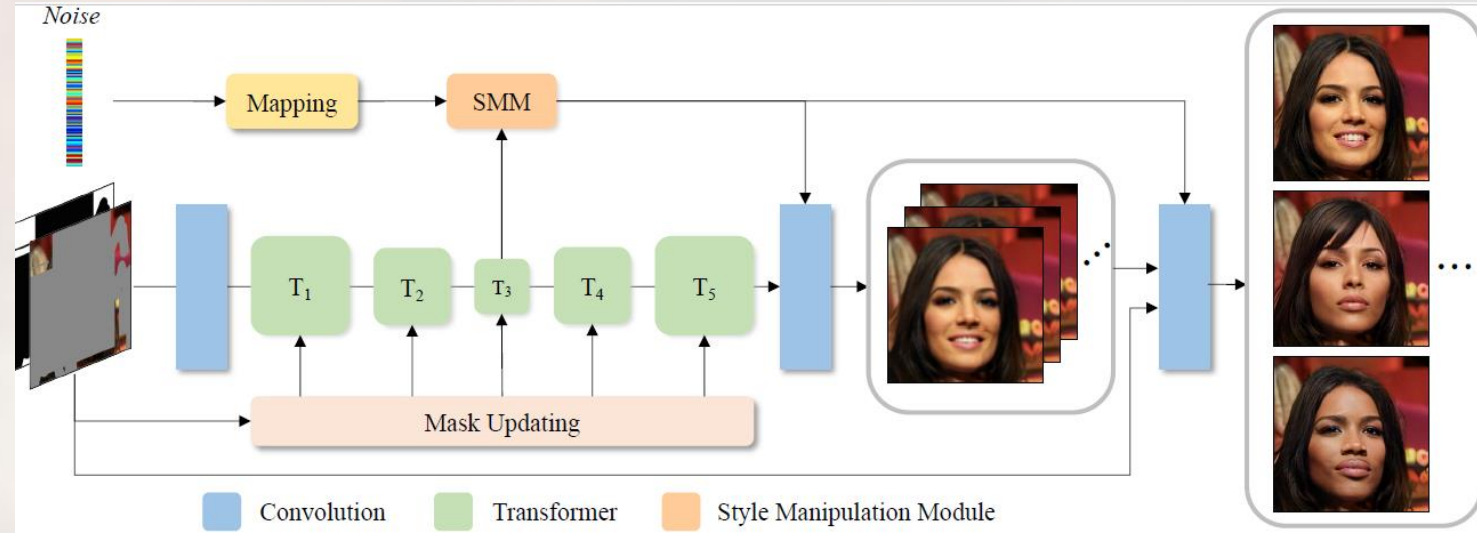 Noise
Mapping
SMM
T₁
T₂
T₃
T₄
T₅
...
...
Mask Updating
Convolution
Transformer
Style Manipulation Module